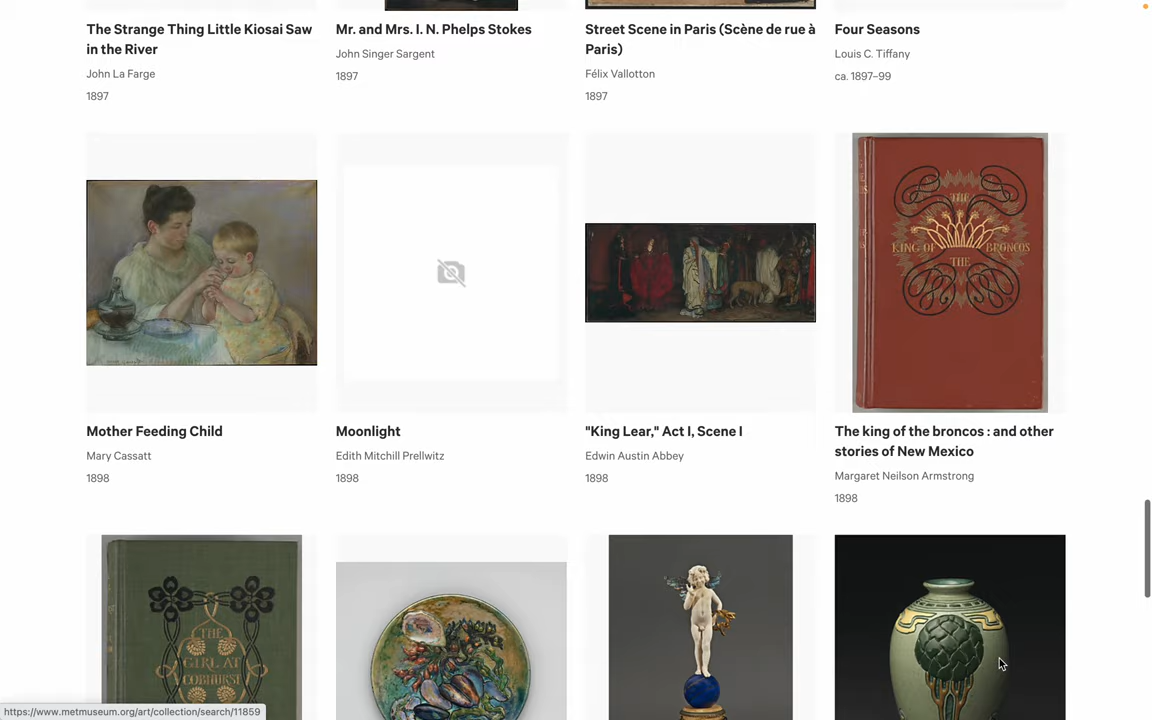 The Strange Thing Little Kiosai Saw
in the River
John La Farge
1897
Mr. and Mrs. I. N. Phelps Stokes
John Singer Sargent
1897
Street Scene in Paris (Scène de rue à
Paris)
Félix Vallotton
1897
Four Seasons
Louis C. Tiffany
ca. 1897–99
THE
KING OF BRONCOS
THE
Mother Feeding Child
Mary Cassatt
1898
Moonlight
Edith Mitchill Prellwitz
1898
"King Lear," Act I, Scene I
Edwin Austin Abbey
1898
The king of the broncos : and other
stories of New Mexico
Margaret Neilson Armstrong
1898
THE
GIRL AT
COBHURST
https://www.metmuseum.org/art/collection/search/11859